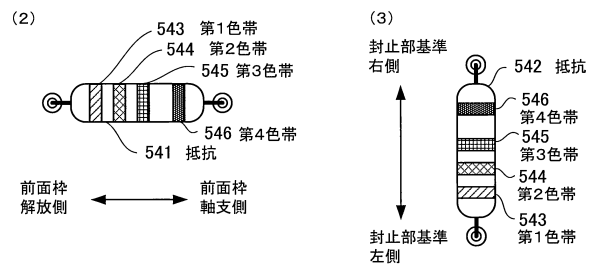 (2)
543 第1色帯
544 第2色帯
545 第3色帯
546 第4色帯
541 抵抗
前面枠
解放側
前面枠
軸支側
(3)
封止部基準
右側
542 抵抗
546
第4色帯
545
第3色帯
544
第2色帯
543
第1色帯
封止部基準
左側